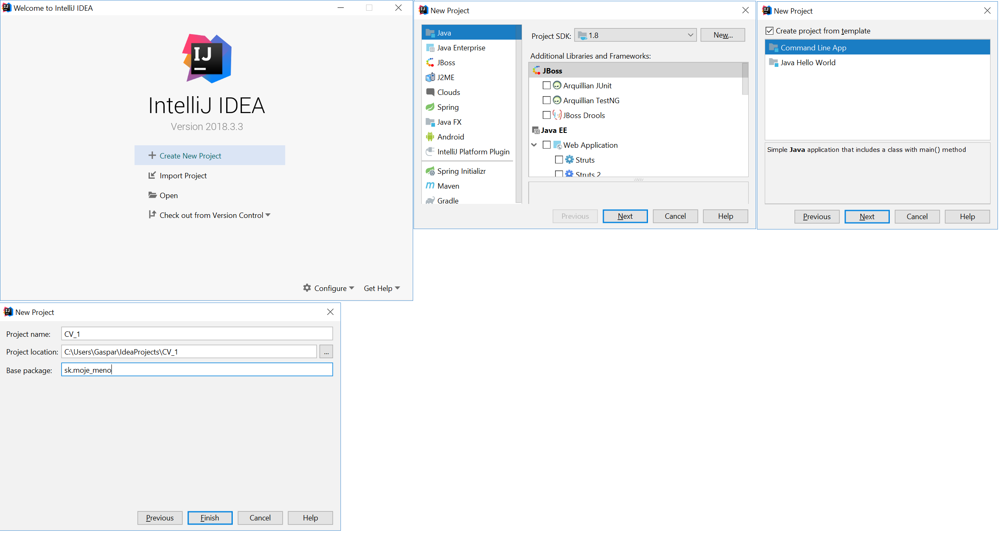 Welcome to IntelliJ IDEA
IJ
IntelliJ IDEA
Version 2018.3.3
Create New Project
Import Project
Open
Check out from Version Control
Configure
Get Help
New Project
Java
Java Enterprise
JBoss
J2ME
Clouds
Spring
Java FX
Android
IntelliJ Platform Plugin
Spring Initializr
Maven
Gradle
Project SDK: 1.8 New...
Additional Libraries and Frameworks:
JBoss
Arquillian JUnit
Arquillian TestNG
JBoss Drools
Java EE
Web Application
Struts
Struts 2
Previous Next Cancel Help
New Project
Create project from template
Command Line App
Java Hello World
Simple Java application that includes a class with main() method
Previous Next Cancel Help
New Project
Project name: CV_1
Project location: C:\Users\Gaspar\IdeaProjects\CV_1 ...
Base package: sk.moje_meno
Previous Finish Cancel Help